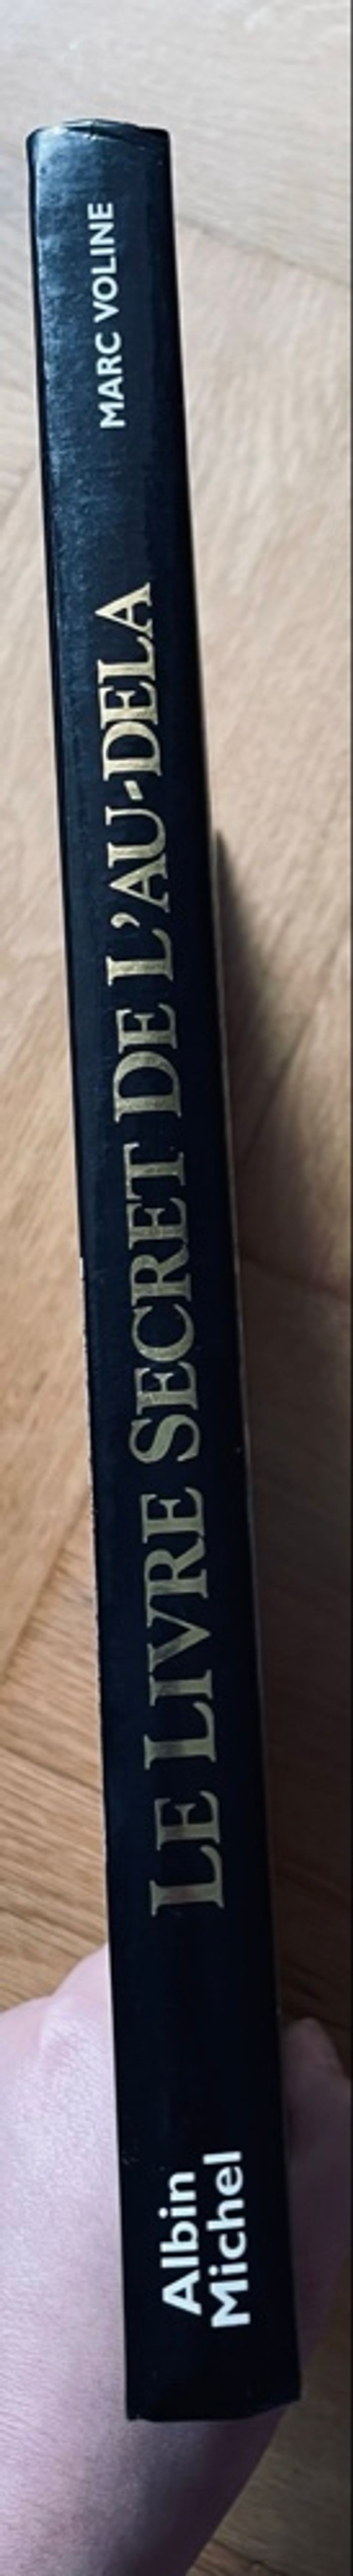 MARC VOLINE
LE LIVRE SECRET DE L'AU-DELA
Albin
Michel